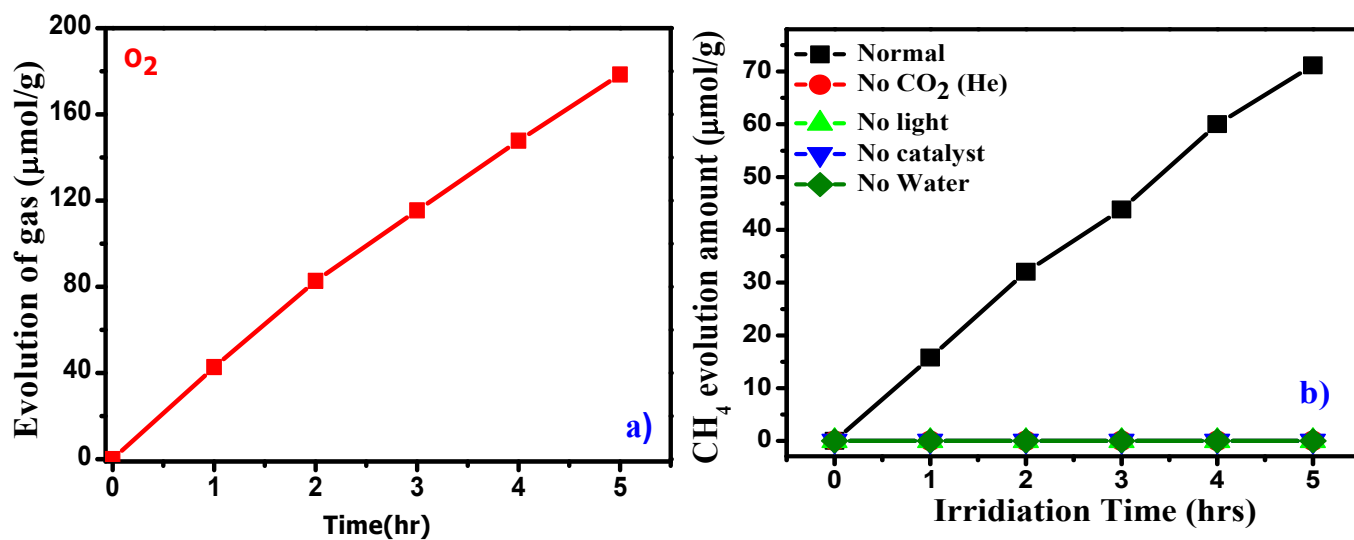 O2
Evolution of gas (μmol/g)
200
160
120
80
40
0
0 1 2 3 4 5
Time(hr)
a)
Normal
No CO2 (He)
No light
No catalyst
No Water
CH4 evolution amount (μmol/g)
70
60
50
40
30
20
10
0
0 1 2 3 4 5
Irridiation Time (hrs)
b)